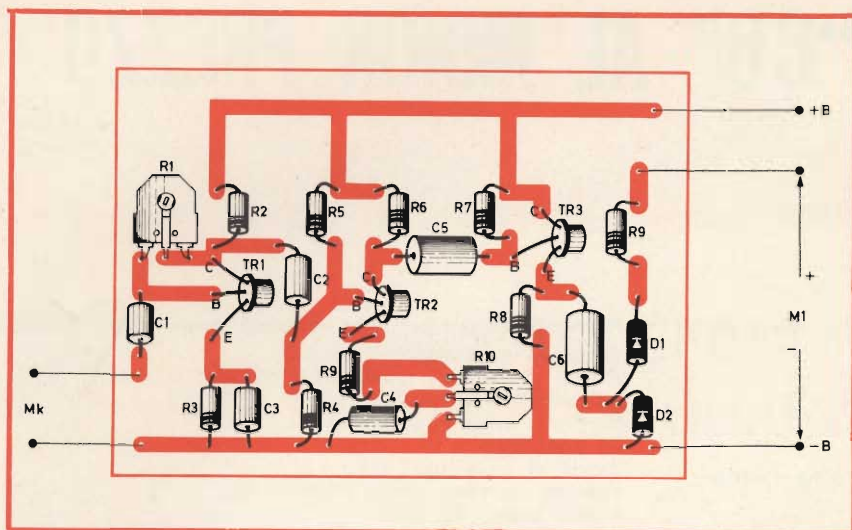 +B
R1
R2
R5
R6
R7
C
TR3
R9
C5
B
E
C
TR1
C2
C
B
B
TR2
+
C1
R8
M1
E
E
C6
D1
R9
R10
–
Mk
R3
C3
R4
C4
D2
–B